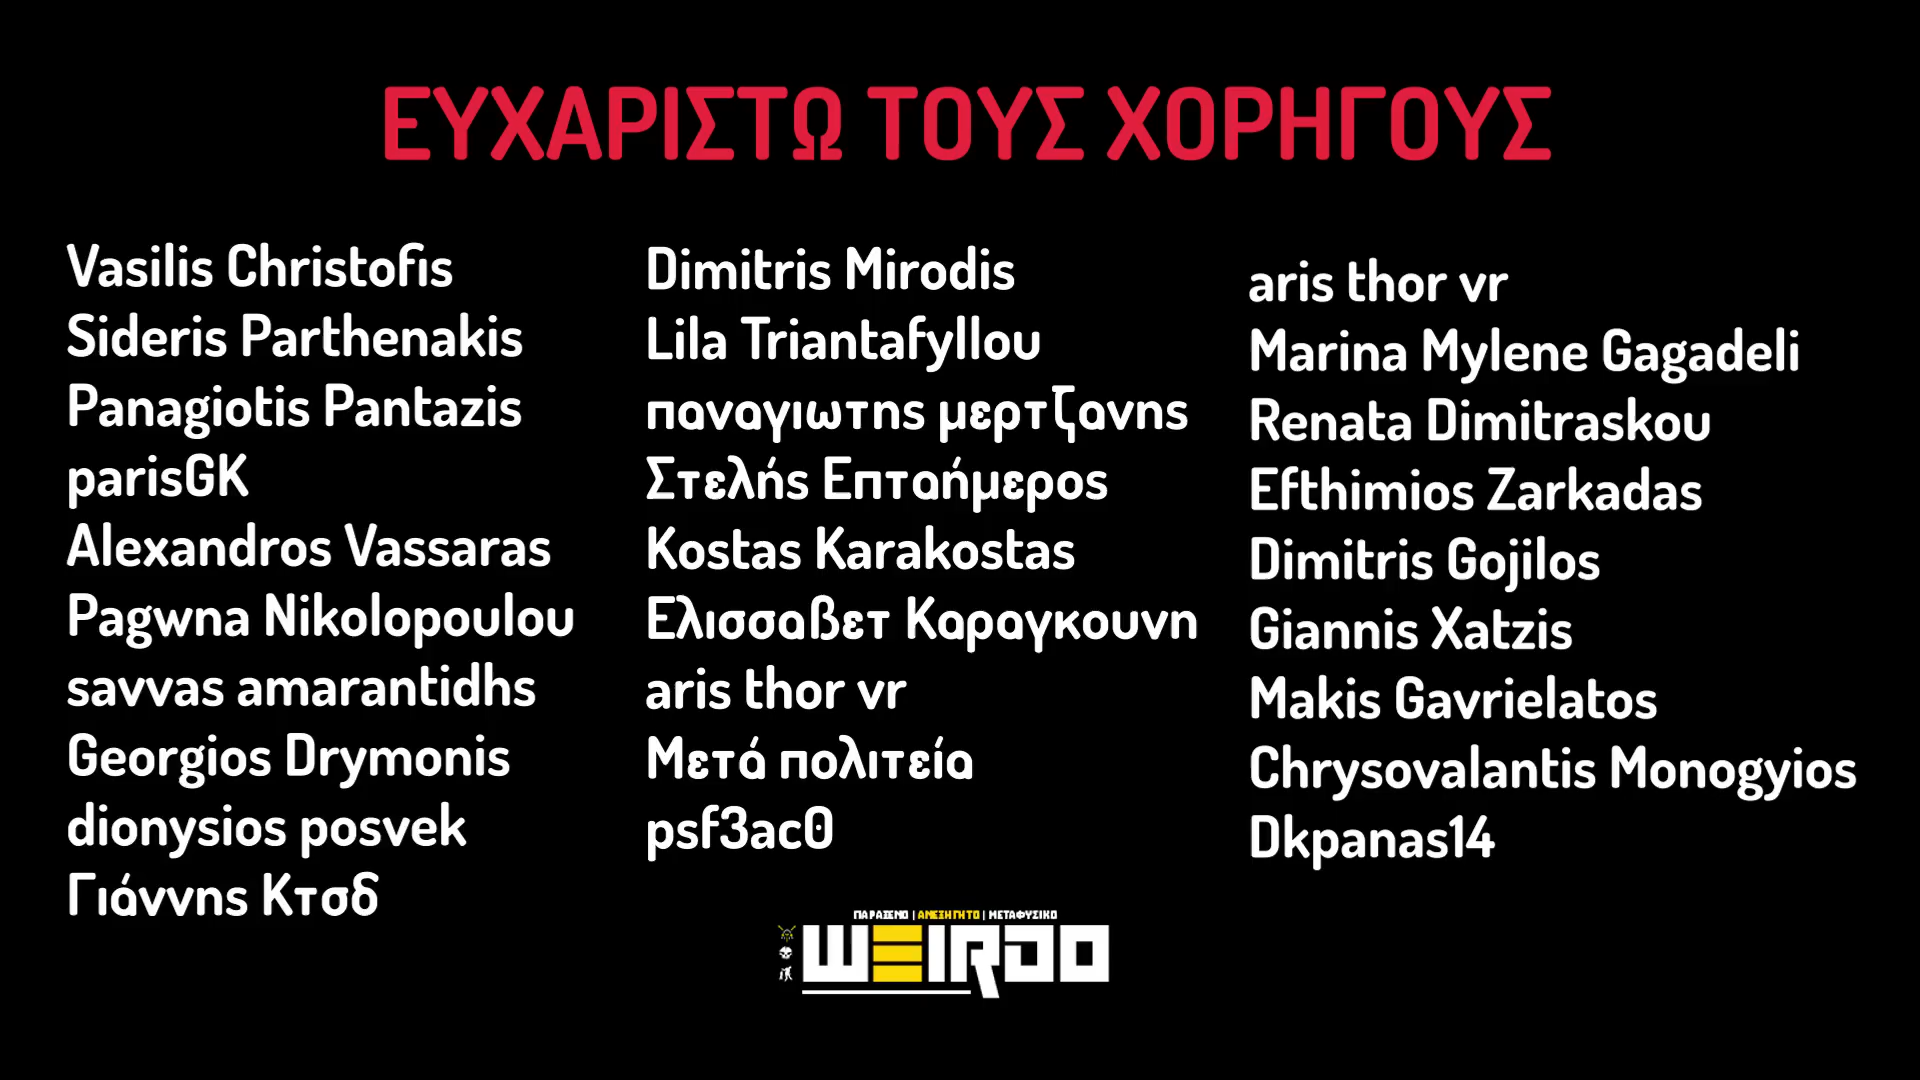 ΕΥΧΑΡΙΣΤΩ ΤΟΥΣ ΧΟΡΗΓΟΥΣ
Vasilis Christofis
Sideris Parthenakis
Panagiotis Pantazis
parisGK
Alexandros Vassaras
Pagwna Nikolopoulou
savvas amarantidhs
Georgios Drymonis
dionysios posvek
Γιάννης Κτσδ
Dimitris Mirodis
Lila Triantafyllou
παναγιωτης μερτζανης
Στελής Επταήμερος
Kostas Karakostas
Ελισσαβετ Καραγκουνη
aris thor vr
Μετά πολιτεία
psf3ac0
aris thor vr
Marina Mylene Gagadeli
Renata Dimitraskou
Efthimios Zarkadas
Dimitris Gojilos
Giannis Xatzis
Makis Gavrielatos
Chrysovalantis Monogyios
Dkpanas14
ΠΑΡΑΞΕΝΟ | ΑΝΕΞΗΓΗΤΟ | ΜΕΤΑΦΥΣΙΚΟ
WEIRDO